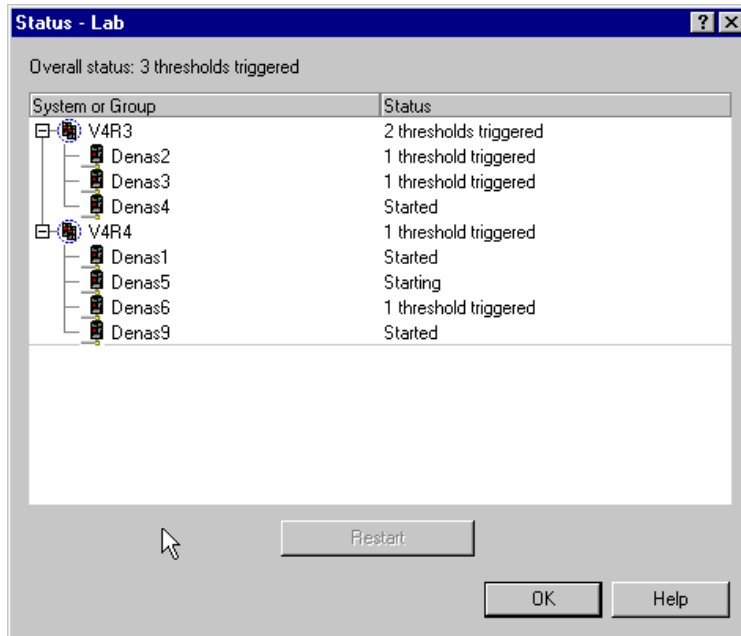 Status - Lab
Overall status: 3 thresholds triggered
System or Group Status
V4R3 2 thresholds triggered
Denas2 1 threshold triggered
Denas3 1 threshold triggered
Denas4 Started
V4R4 1 threshold triggered
Denas1 Started
Denas5 Starting
Denas6 1 threshold triggered
Denas9 Started
Restart
OK Help